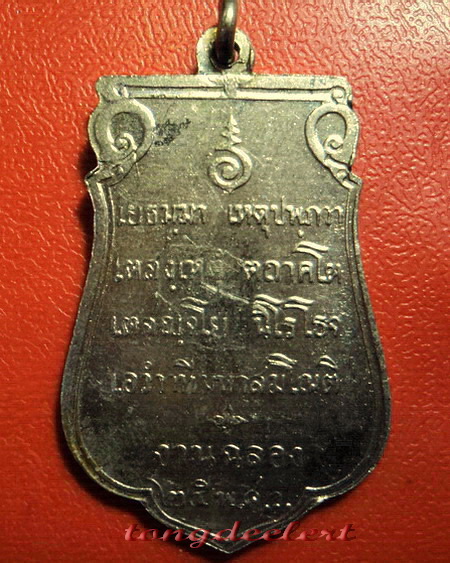 เยธมฺมา เหตุปฺปภวา
เตสํเหตุ ตถาคโต
เตสญฺจโย นิโรโธจ
เอวํวาที มหาสมโณติ
งานฉลอง
tongdeelert